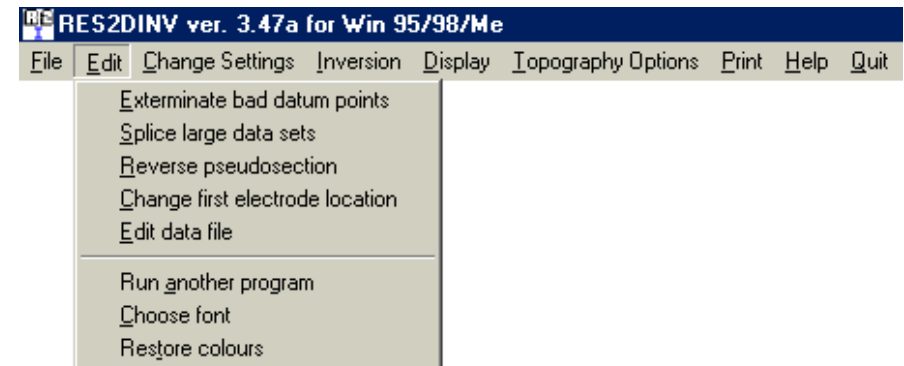 RES2DINV ver. 3.47a for Win 95/98/Me
File Edit Change Settings Inversion Display Topography Options Print Help Quit
Exterminate bad datum points
Splice large data sets
Reverse pseudosection
Change first electrode location
Edit data file
Run another program
Choose font
Restore colours